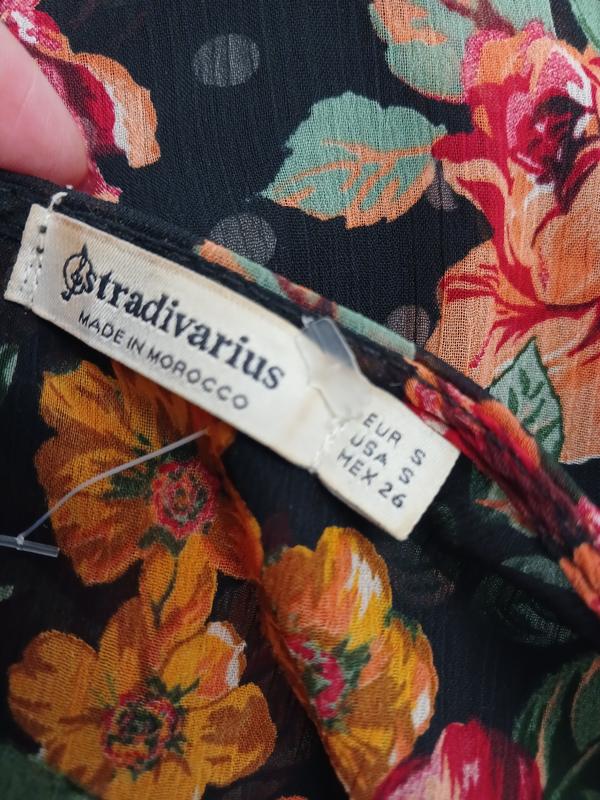 stradivarius
MADE IN MOROCCO
EUR S
USA S
MEX 26